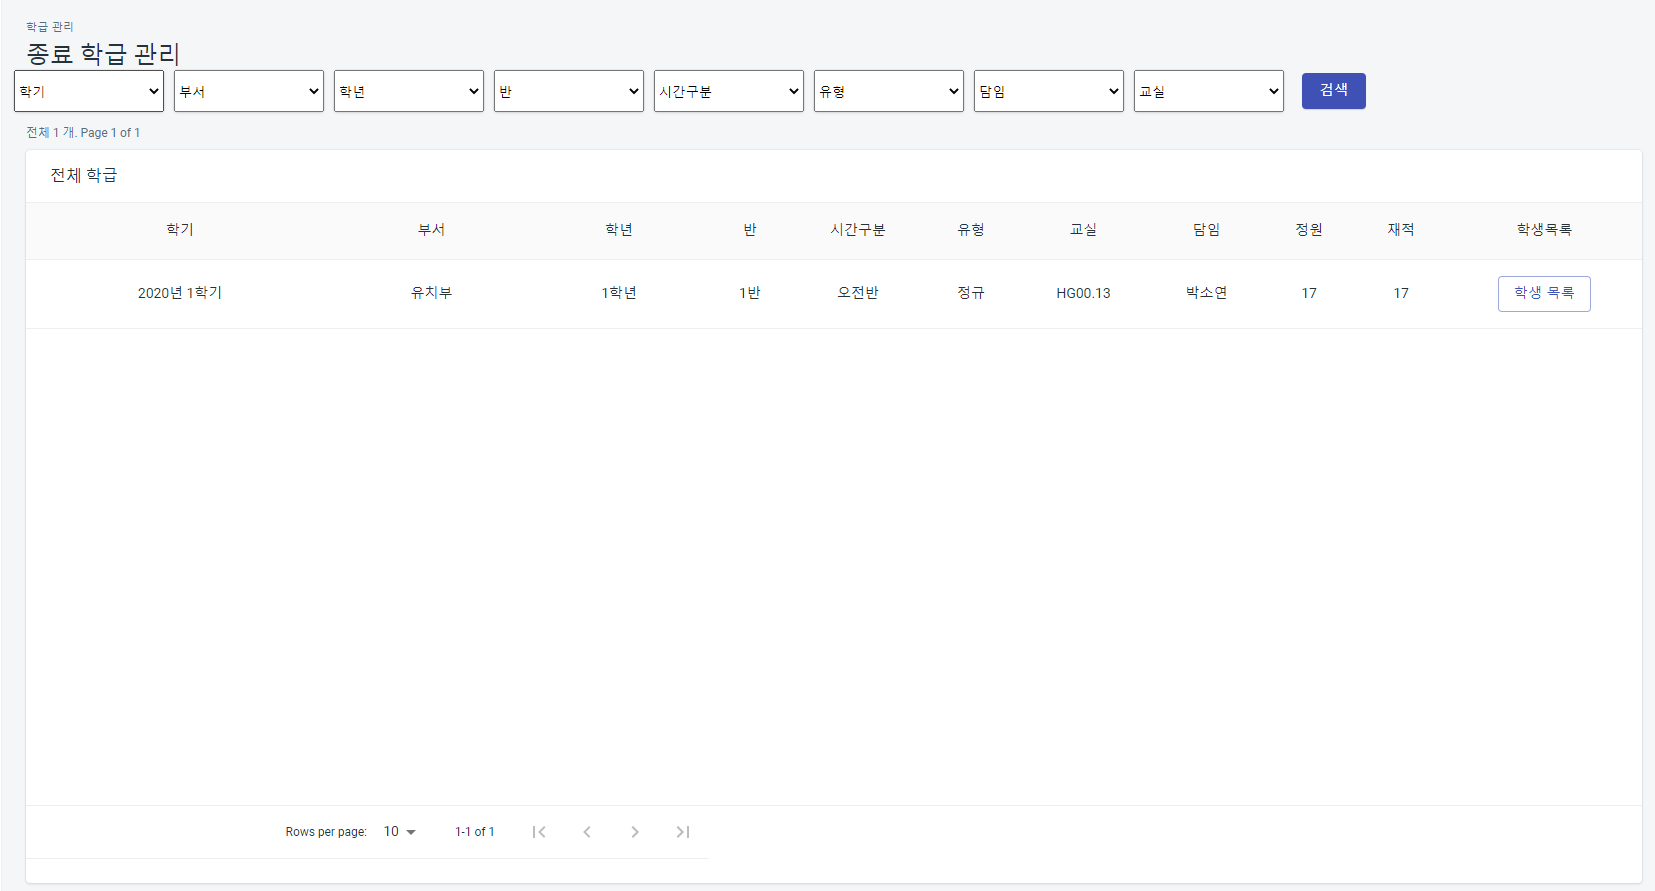 학급 관리
종료 학급 관리
학기 부서 학년 반 시간구분 유형 담임 교실 검색
전체 1 개. Page 1 of 1
전체 학급
학기 부서 학년 반 시간구분 유형 교실 담임 정원 재적 학생목록
2020년 1학기 유치부 1학년 1반 오전반 정규 HG00.13 박소연 17 17 학생 목록
Rows per page: 10 1-1 of 1